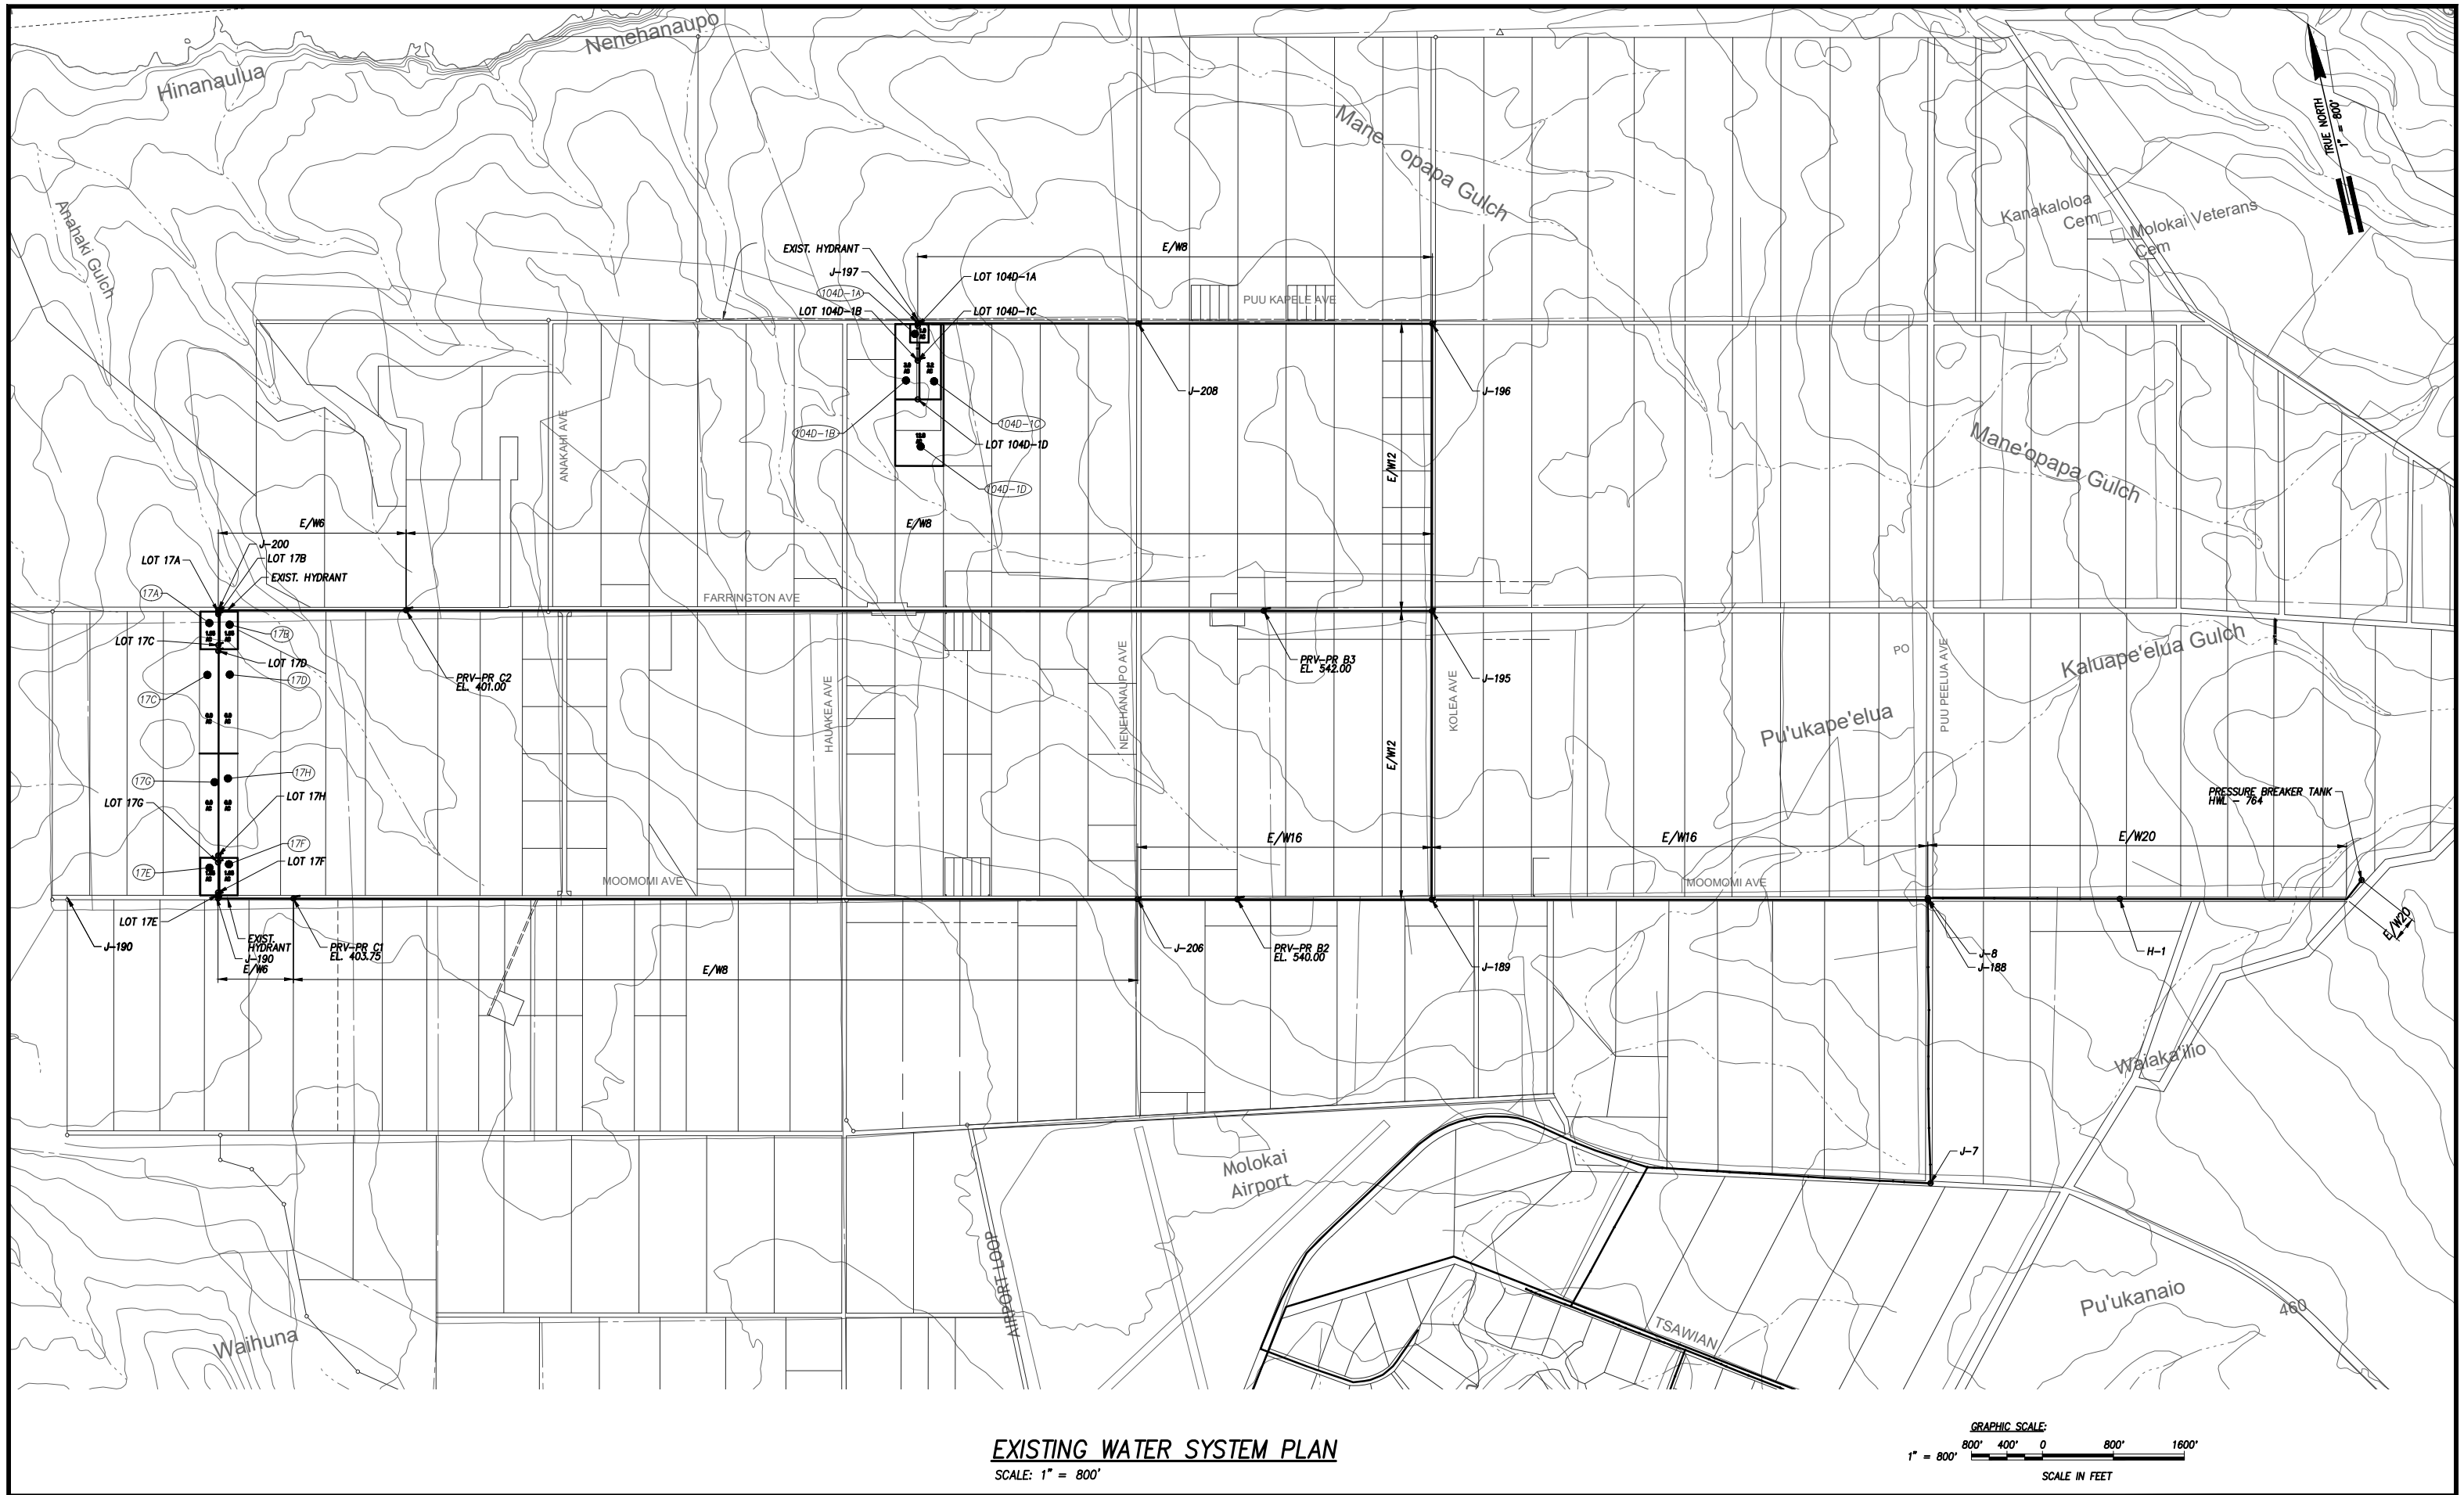 Nenehanaupo
Hinanaulua
Anahaki Gulch
Mane
opapa Gulch
TRUE NORTH
1" = 800'
Kanakaloloa
Cem
Molokai Veterans
Cem
EXIST. HYDRANT
J-197
104D-1A
LOT 104D-1B
LOT 104D-1A
LOT 104D-1C
E/W8
PUU KAPELE AVE
J-208
J-196
104D-1B
104D-1C
LOT 104D-1D
104D-1D
ANAKAHI AVE
E/W12
Mane'opapa Gulch
E/W6
E/W8
J-200
LOT 17A
LOT 17B
EXIST. HYDRANT
17A
17B
LOT 17C
LOT 17D
17C
17D
FARRINGTON AVE
PRV-PR C2
EL. 401.00
PRV-PR B3
EL. 542.00
J-195
HAUAKEA AVE
NENEHANAUPO AVE
KOLEA AVE
PO
PUU PEELUA AVE
Kaluape'elua Gulch
Pu'ukape'elua
E/W12
17G
17H
LOT 17G
LOT 17H
17F
17E
LOT 17F
PRESSURE BREAKER TANK
HWL - 764
E/W16
E/W16
E/W20
E/W20
MOOMOMI AVE
MOOMOMI AVE
LOT 17E
J-190
EXIST.
HYDRANT
J-190
E/W6
PRV-PR C1
EL. 403.75
E/W8
J-206
PRV-PR B2
EL. 540.00
J-189
J-8
J-188
H-1
Waiaka'ilio
J-7
Molokai
Airport
AIRPORT LOOP
TSAWIAN
Pu'ukanaio
460
Waihuna
EXISTING WATER SYSTEM PLAN
SCALE: 1" = 800'
GRAPHIC SCALE:
800' 400' 0 800' 1600'
1" = 800'
SCALE IN FEET